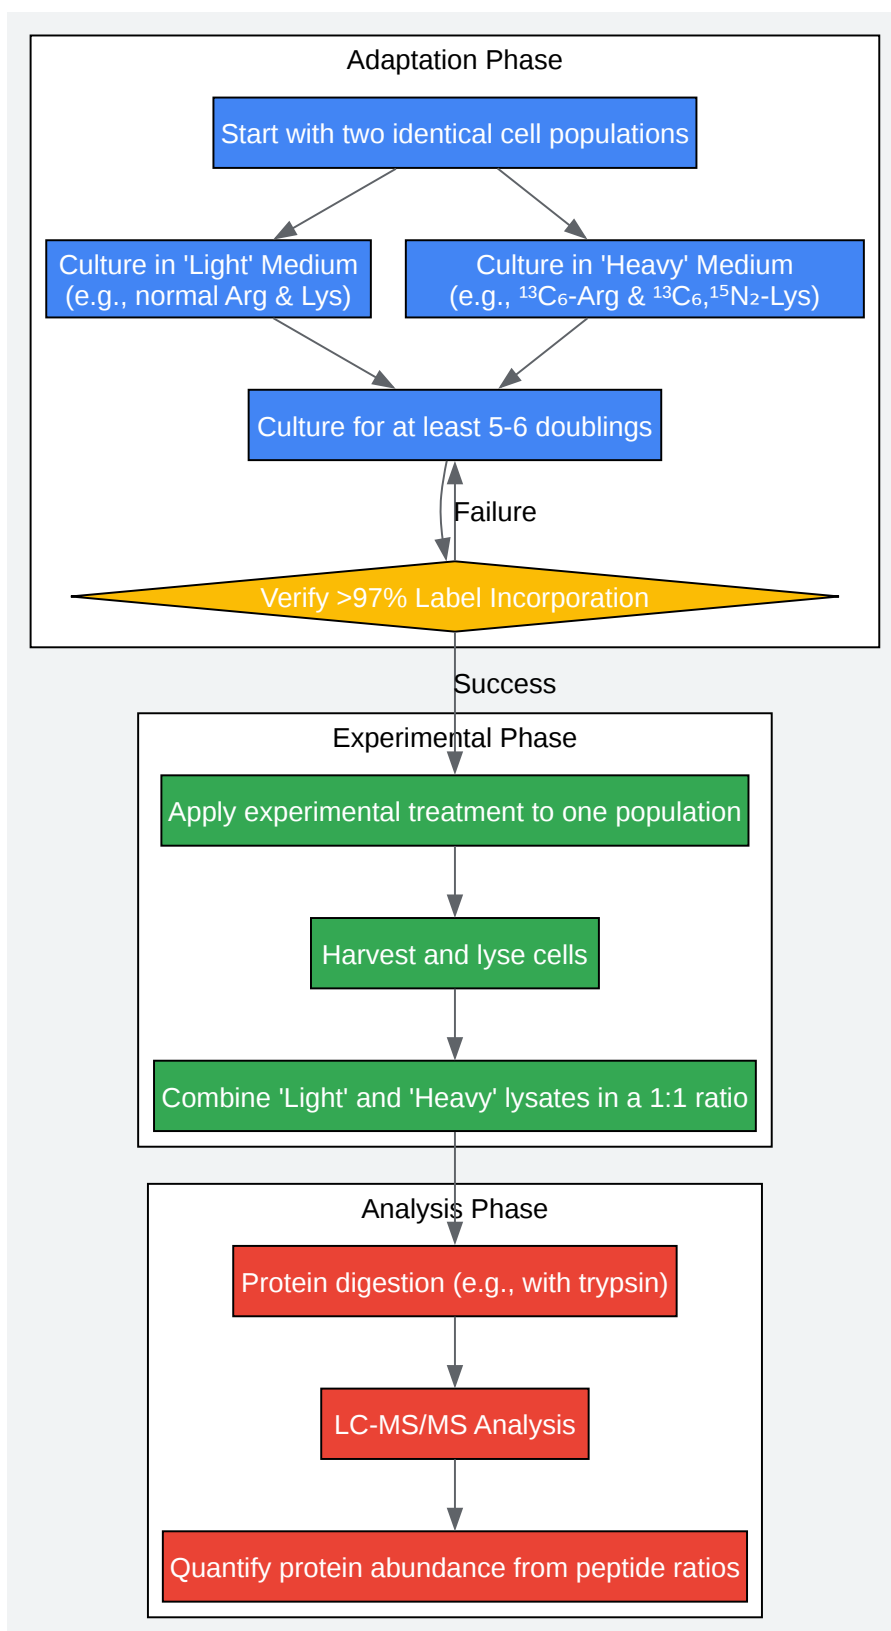 Adaptation Phase
Start with two identical cell populations
Culture in 'Light' Medium
(e.g., normal Arg & Lys)
Culture in 'Heavy' Medium
(e.g., ¹³C₆-Arg & ¹³C₆,¹⁵N₂-Lys)
Culture for at least 5-6 doublings
Failure
Verify >97% Label Incorporation
Success
Experimental Phase
Apply experimental treatment to one population
Harvest and lyse cells
Combine 'Light' and 'Heavy' lysates in a 1:1 ratio
Analysis Phase
Protein digestion (e.g., with trypsin)
LC-MS/MS Analysis
Quantify protein abundance from peptide ratios